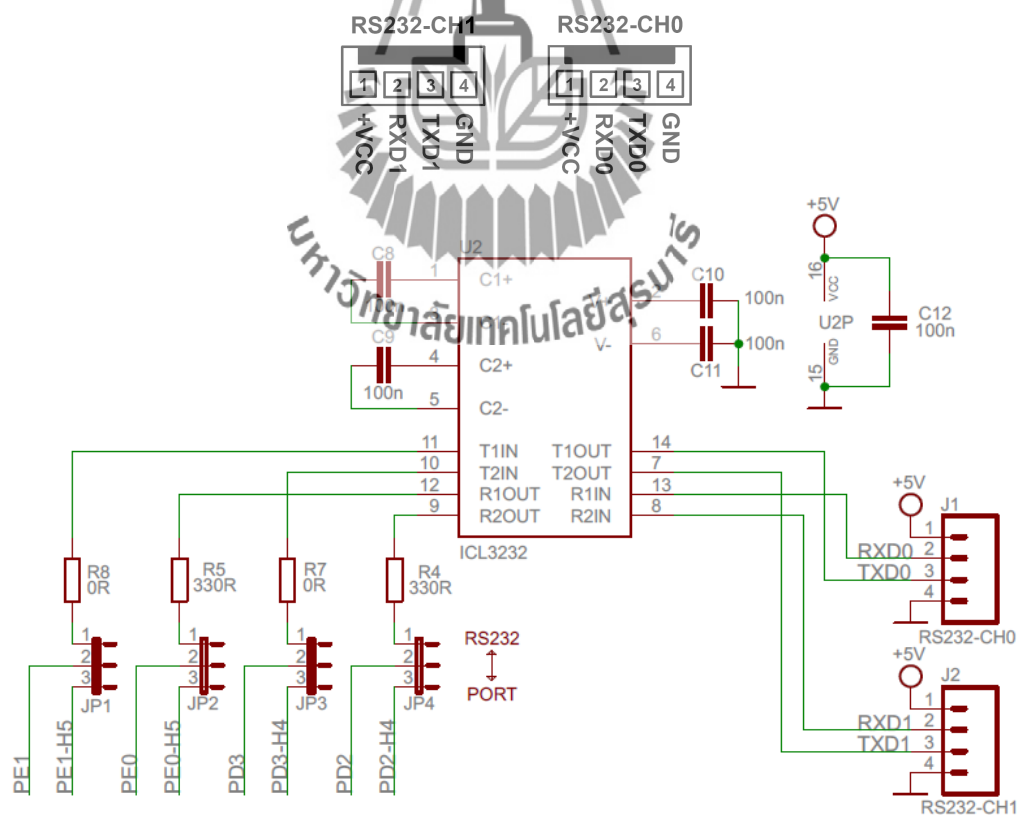 RS232-CH1 RS232-CH0
1 2 3 4 1 2 3 4
+VCC RXD1 TXD1 GND +VCC RXD0 TXD0 GND
มหาวิทยาลัยเทคโนโลยีสุรนารี
+5V
U2
C8
1 C1+
C10
100n
16 VCC
U2P
C12
100n
C9
4 C2+
100n
V- 6
100n
C11
15 GND
5 C2-
11 T1IN T1OUT 14
10 T2IN T2OUT 7
12 R1OUT R1IN 13
9 R2OUT R2IN 8
ICL3232
+5V
J1
1
RXD0 2
TXD0 3
4
RS232-CH0
R8
0R
R5
330R
R7
0R
R4
330R
1 1 1 1
2 2 2 2
3 3 3 3
JP1 JP2 JP3 JP4
RS232
PORT
+5V
J2
1
RXD1 2
TXD1 3
4
RS232-CH1
PE1 PE1-H5 PE0 PE0-H5 PD3 PD3-H4 PD2 PD2-H4